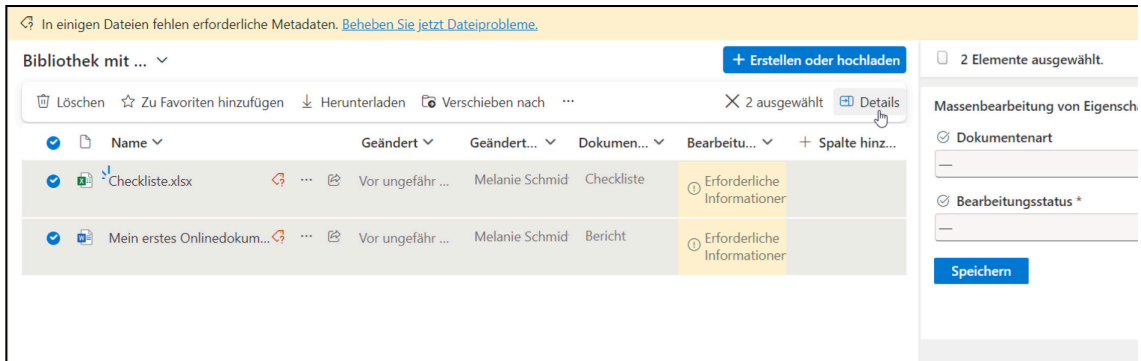 In einigen Dateien fehlen erforderliche Metadaten. Beheben Sie jetzt Dateiprobleme.
Bibliothek mit ...
+ Erstellen oder hochladen
Löschen Zu Favoriten hinzufügen Herunterladen Verschieben nach ... 2 ausgewählt Details
Name Geändert Geändert... Dokumen... Bearbeitu... + Spalte hinz...
Checkliste.xlsx ... Vor ungefähr ... Melanie Schmid Checkliste Erforderliche
Informationen
Mein erstes Onlinedokum... ... Vor ungefähr ... Melanie Schmid Bericht Erforderliche
Informationen
2 Elemente ausgewählt.
Massenbearbeitung von Eigenscha
Dokumentenart
—
Bearbeitungsstatus *
—
Speichern